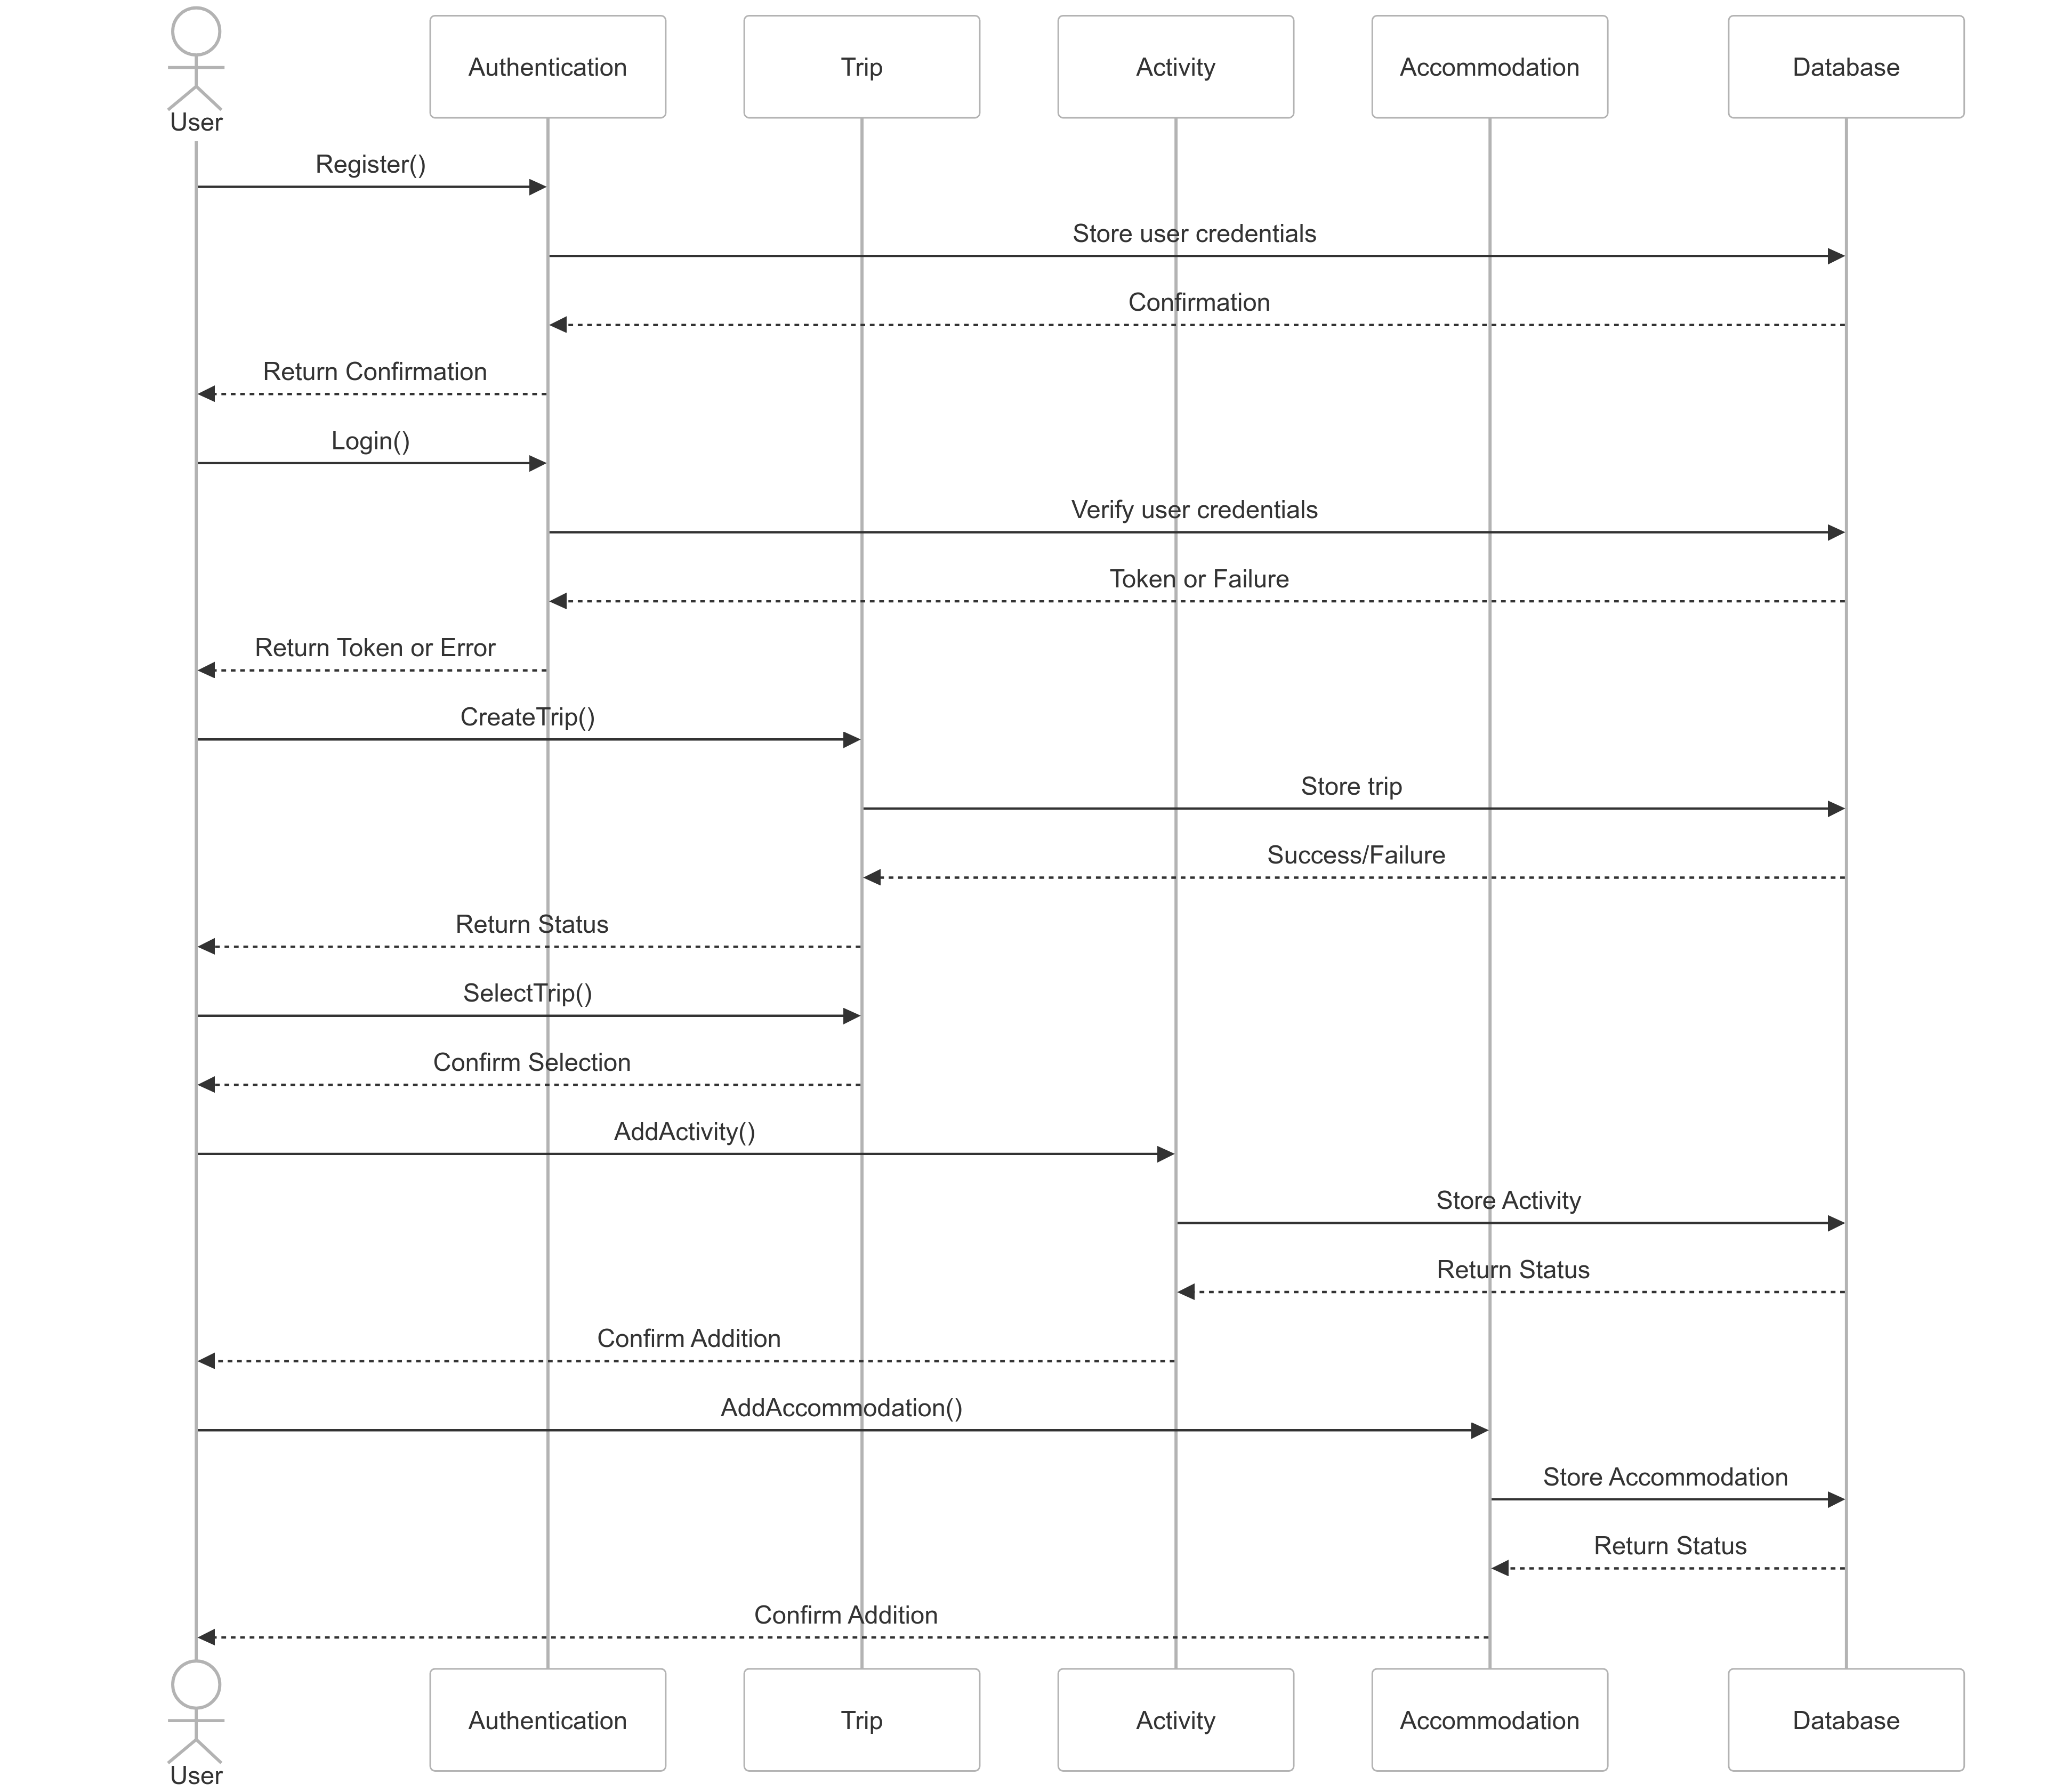 User
Authentication
Trip
Activity
Accommodation
Database
Register()
Store user credentials
Confirmation
Return Confirmation
Login()
Verify user credentials
Token or Failure
Return Token or Error
CreateTrip()
Store trip
Success/Failure
Return Status
SelectTrip()
Confirm Selection
AddActivity()
Store Activity
Return Status
Confirm Addition
AddAccommodation()
Store Accommodation
Return Status
Confirm Addition
User
Authentication
Trip
Activity
Accommodation
Database